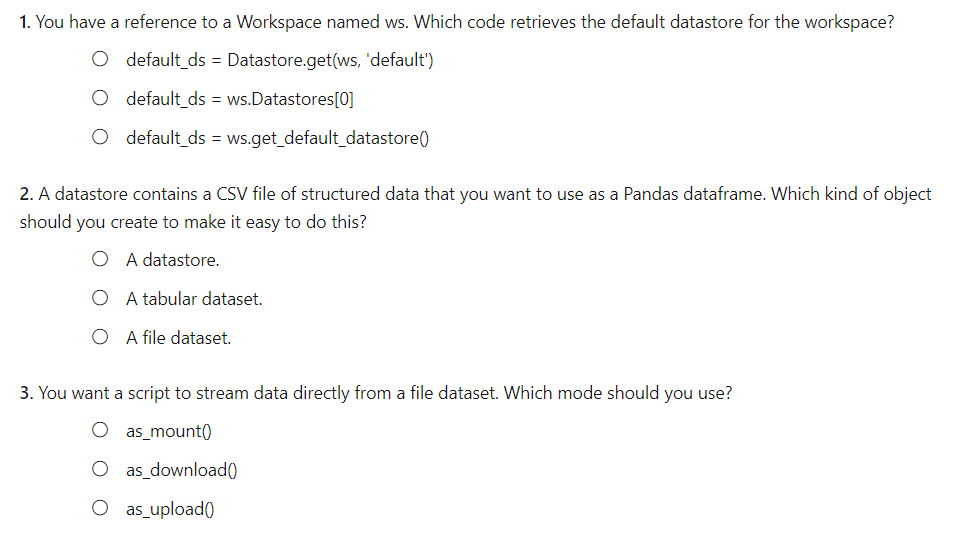 1. You have a reference to a Workspace named ws. Which code retrieves the default datastore for the workspace?
default_ds = Datastore.get(ws, 'default')
default_ds = ws.Datastores[0]
default_ds = ws.get_default_datastore()
2. A datastore contains a CSV file of structured data that you want to use as a Pandas dataframe. Which kind of object
should you create to make it easy to do this?
A datastore.
A tabular dataset.
A file dataset.
3. You want a script to stream data directly from a file dataset. Which mode should you use?
as_mount()
as_download()
as_upload()